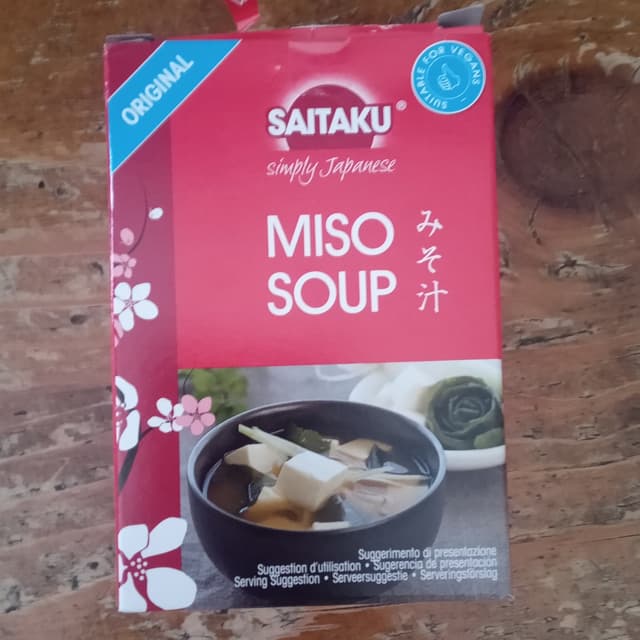 ORIGINAL
SUITABLE FOR VEGANS
SAITAKU®
simply Japanese
MISO
SOUP
みそ汁
Suggerimento di presentazione
Suggestion d'utilisation • Sugerencia de presentación
Serving Suggestion • Serveersuggestie • Serveringsförslag